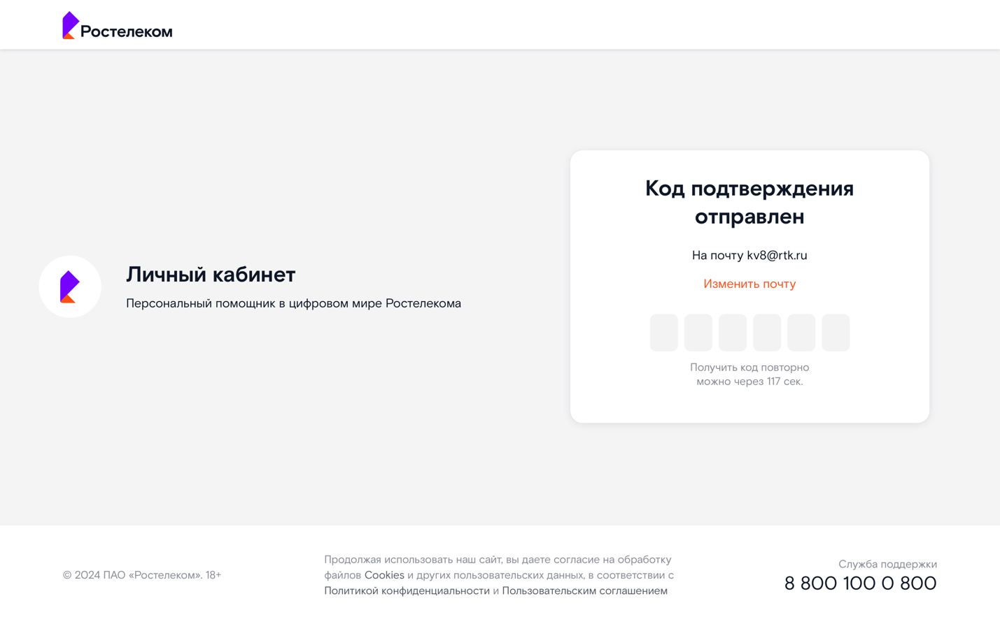 Ростелеком
Личный кабинет
Персональный помощник в цифровом мире Ростелекома
Код подтверждения
отправлен
На почту kv8@rtk.ru
Изменить почту
Получить код повторно
можно через 117 сек.
© 2024 ПАО «Ростелеком». 18+
Продолжая использовать наш сайт, вы даете согласие на обработку
файлов Cookies и других пользовательских данных, в соответствии с
Политикой конфиденциальности и Пользовательским соглашением
Служба поддержки
8 800 100 0 800